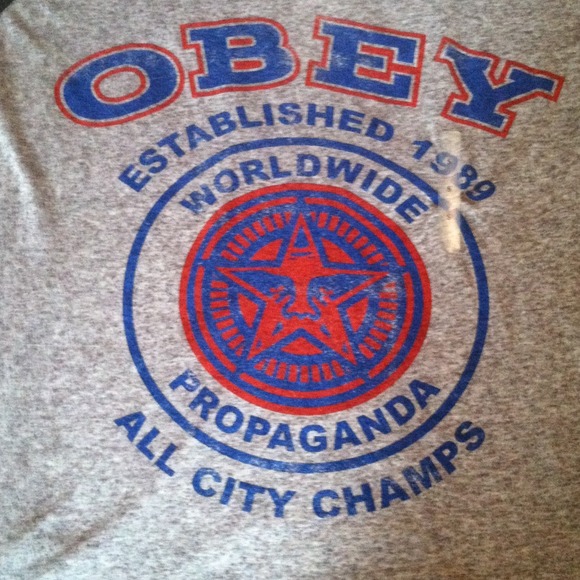 OBEY
ESTABLISHED 1989
WORLDWIDE
PROPAGANDA
ALL CITY CHAMPS